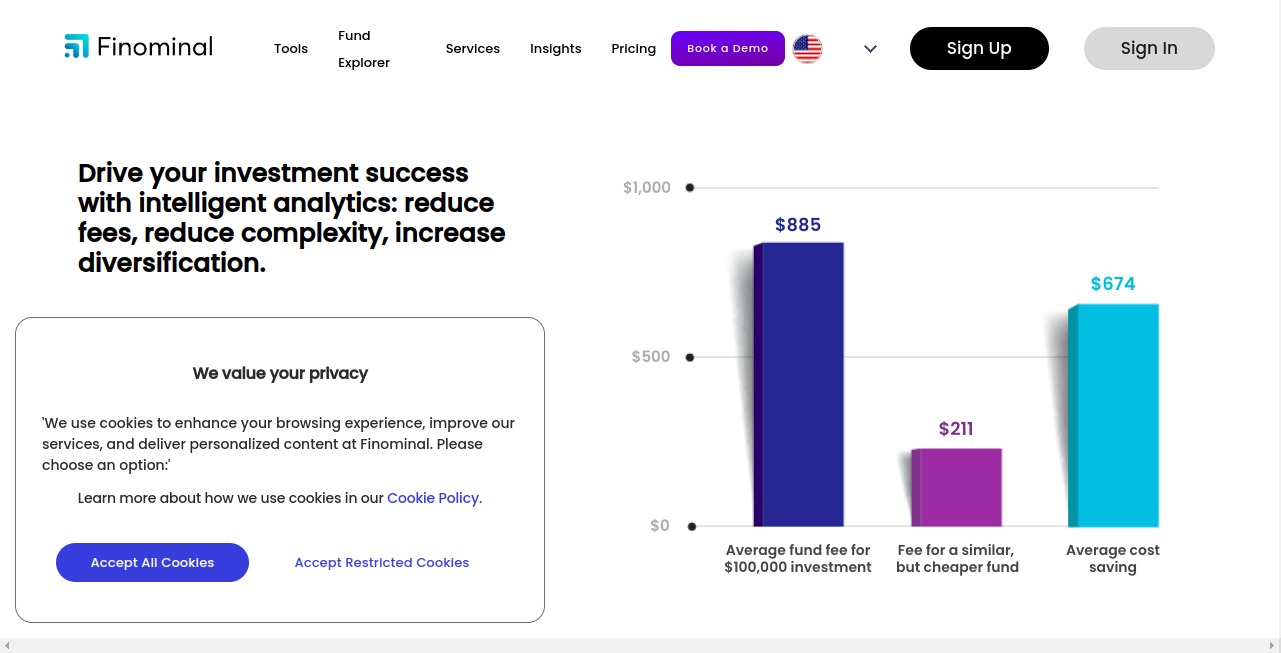 Finominal
Tools
Fund
Explorer
Services
Insights
Pricing
Book a Demo
Sign Up
Sign In
Drive your investment success
with intelligent analytics: reduce
fees, reduce complexity, increase
diversification.
We value your privacy
'We use cookies to enhance your browsing experience, improve our
services, and deliver personalized content at Finominal. Please
choose an option:'
Learn more about how we use cookies in our Cookie Policy.
Accept All Cookies
Accept Restricted Cookies
$1,000
$500
$0
$885
$211
$674
Average fund fee for
$100,000 investment
Fee for a similar,
but cheaper fund
Average cost
saving